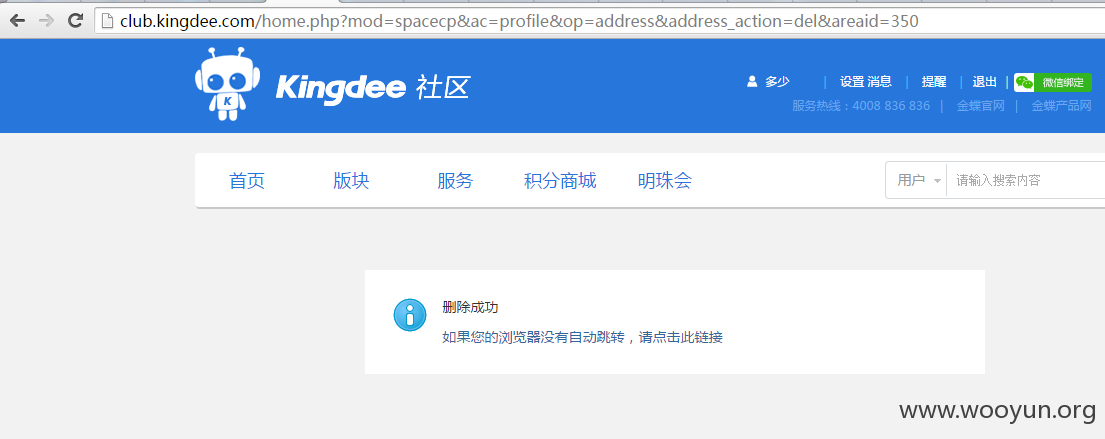 club.kingdee.com/home.php?mod=spacecp&ac=profile&op=address&address_action=del&areaid=350
K
Kingdee 社区
多少 | 设置 消息 | 提醒 | 退出 | 微信绑定
服务热线：4008 836 836 | 金蝶官网 | 金蝶产品网
首页 版块 服务 积分商城 明珠会 用户 请输入搜索内容
删除成功
如果您的浏览器没有自动跳转，请点击此链接
www.wooyun.org